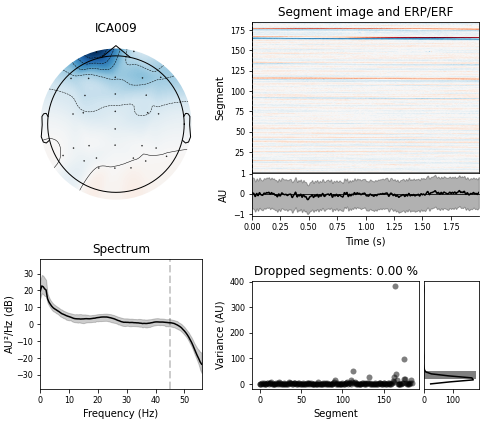 ICA009
Segment image and ERP/ERF
Segment
175
150
125
100
75
50
25
AU
1
0
−1
0.00 0.25 0.50 0.75 1.00 1.25 1.50 1.75
Time (s)
Spectrum
AU²/Hz (dB)
30
20
10
0
−10
−20
−30
0 10 20 30 40 50
Frequency (Hz)
Dropped segments: 0.00 %
Variance (AU)
400
300
200
100
0
0 50 100 150
Segment
0 100